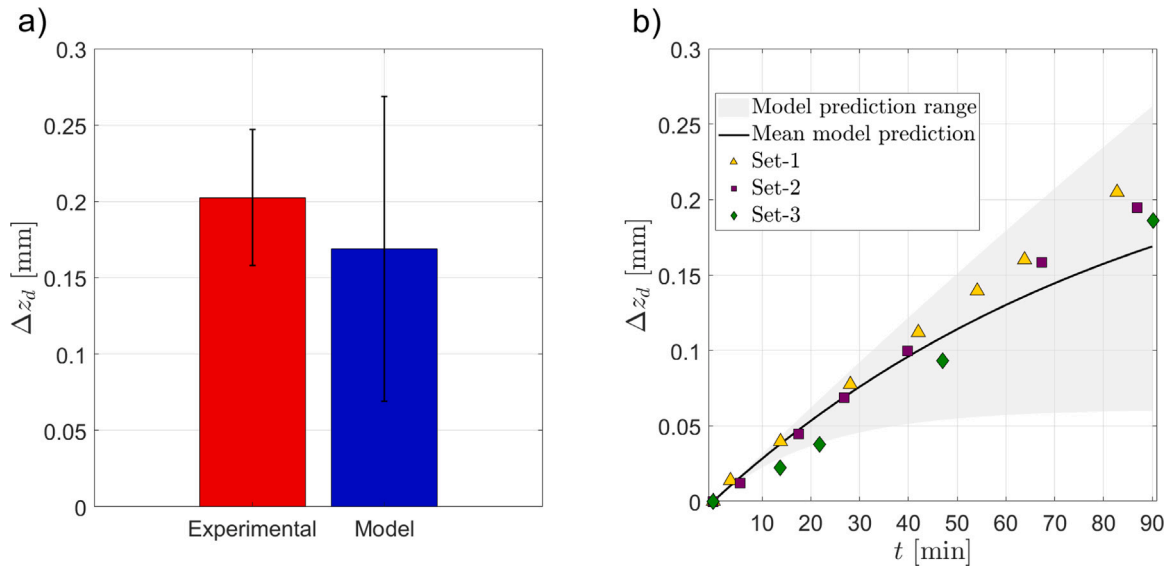 a)
0.3
0.25
0.2
0.15
0.1
0.05
0
Δz_d [mm]
Experimental Model
b)
0.3
0.25
0.2
0.15
0.1
0.05
0
Δz_d [mm]
Model prediction range
Mean model prediction
Set-1
Set-2
Set-3
10 20 30 40 50 60 70 80 90
t [min]